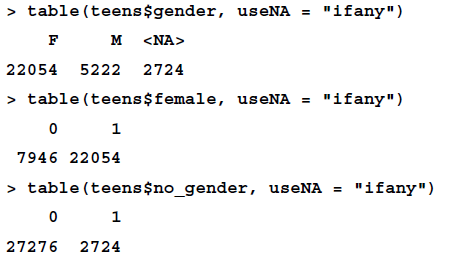 > table(teens$gender, useNA = "ifany")
F M <NA>
22054 5222 2724
> table(teens$female, useNA = "ifany")
0 1
7946 22054
> table(teens$no_gender, useNA = "ifany")
0 1
27276 2724